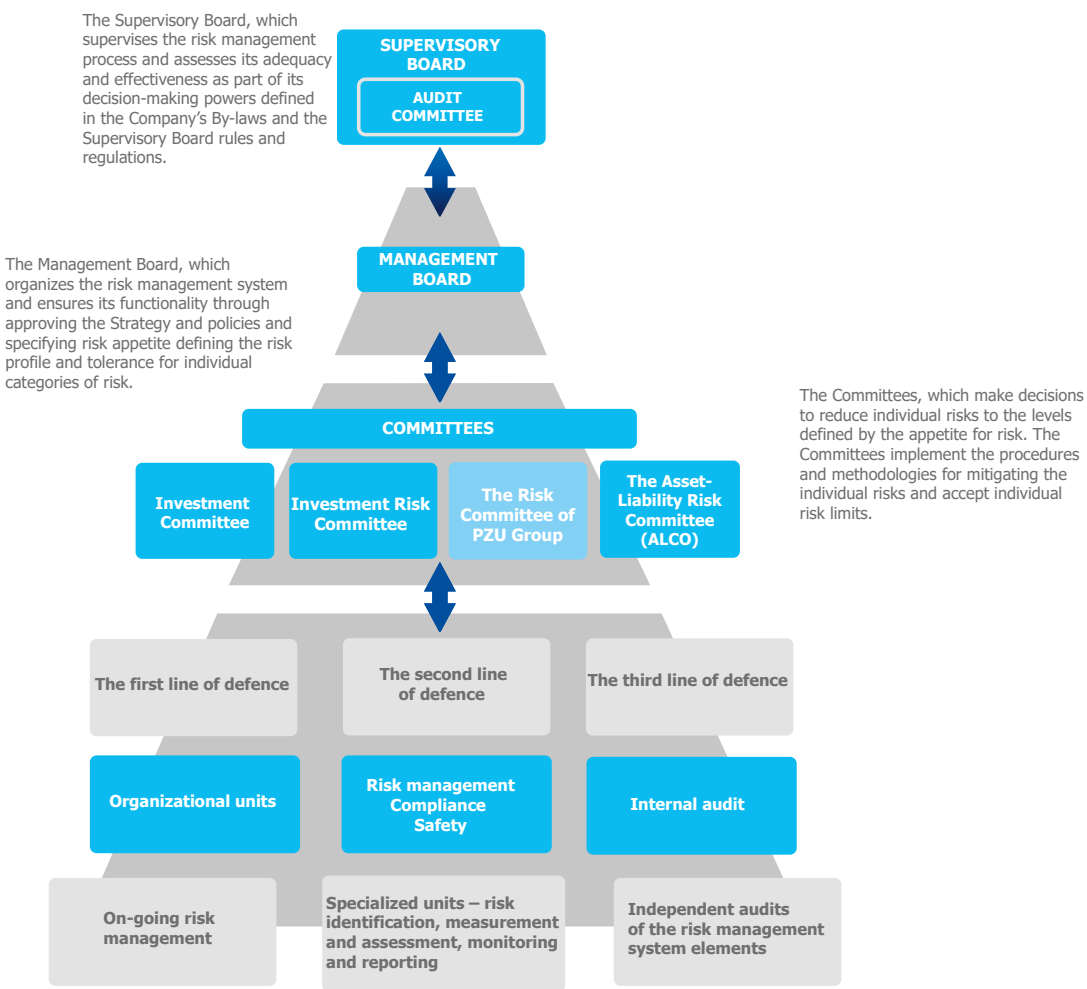 The Supervisory Board, which
supervises the risk management
process and assesses its adequacy
and effectiveness as part of its
decision-making powers defined
in the Company's By-laws and the
Supervisory Board rules and
regulations.
SUPERVISORY
BOARD
AUDIT
COMMITTEE
The Management Board, which
organizes the risk management system
and ensures its functionality through
approving the Strategy and policies and
specifying risk appetite defining the risk
profile and tolerance for individual
categories of risk.
MANAGEMENT
BOARD
The Committees, which make decisions
to reduce individual risks to the levels
defined by the appetite for risk. The
Committees implement the procedures
and methodologies for mitigating the
individual risks and accept individual
risk limits.
COMMITTEES
Investment
Committee
Investment Risk
Committee
The Risk
Committee of
PZU Group
The Asset-
Liability Risk
Committee
(ALCO)
The first line of defence
The second line
of defence
The third line of defence
Organizational units
Risk management
Compliance
Safety
Internal audit
On-going risk
management
Specialized units – risk
identification, measurement
and assessment, monitoring
and reporting
Independent audits
of the risk management
system elements